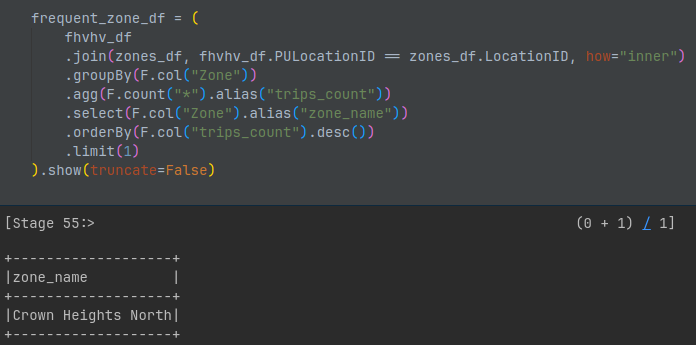 frequent_zone_df = (
    fhvhv_df
    .join(zones_df, fhvhv_df.PULocationID == zones_df.LocationID, how="inner")
    .groupBy(F.col("Zone"))
    .agg(F.count("*").alias("trips_count"))
    .select(F.col("Zone").alias("zone_name"))
    .orderBy(F.col("trips_count").desc())
    .limit(1)
).show(truncate=False)
[Stage 55:>                                                          (0 + 1) / 1]
+-------------------+
|zone_name          |
+-------------------+
|Crown Heights North|
+-------------------+